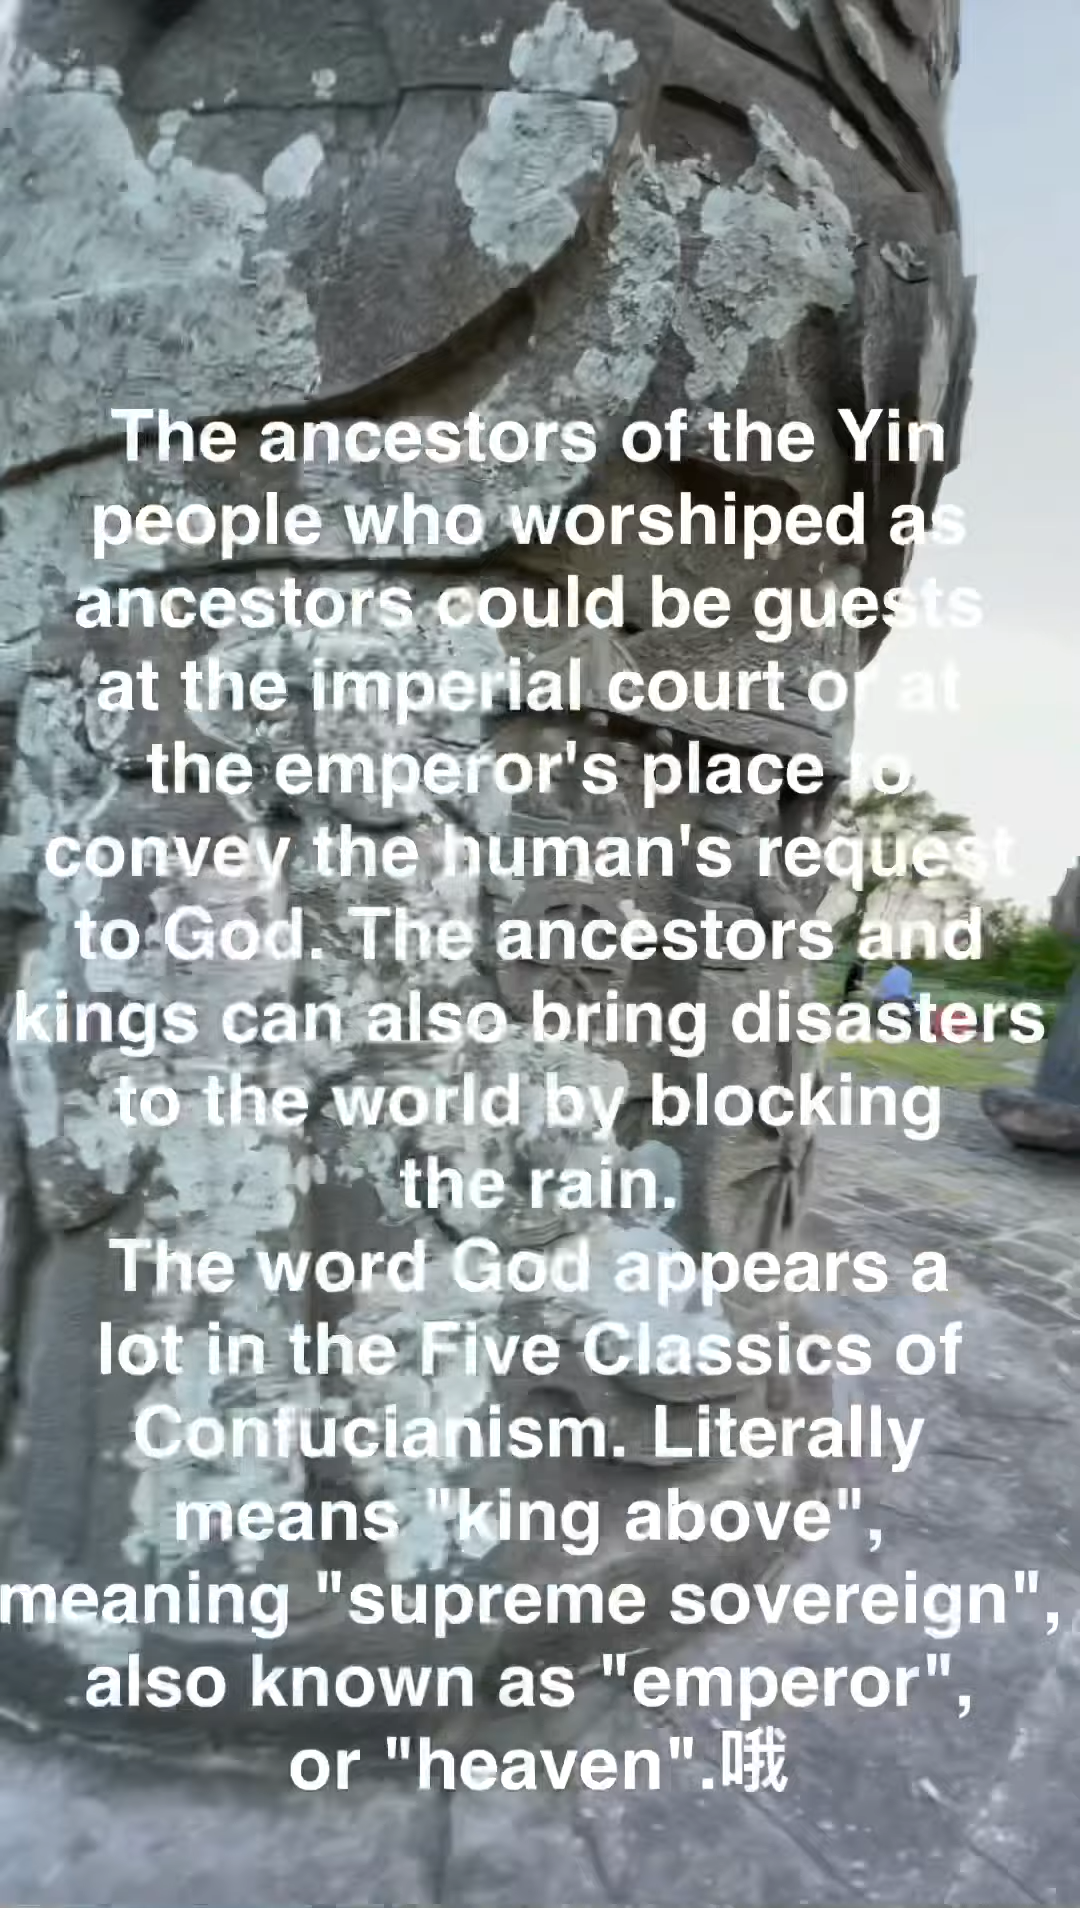 The ancestors of the Yin
people who worshiped as
ancestors could be guests
at the imperial court or at
the emperor's place to
convey the human's request
to God. The ancestors and
kings can also bring disasters
to the world by blocking
the rain.
The word God appears a
lot in the Five Classics of
Confucianism. Literally
means "king above",
meaning "supreme sovereign",
also known as "emperor",
or "heaven".哦